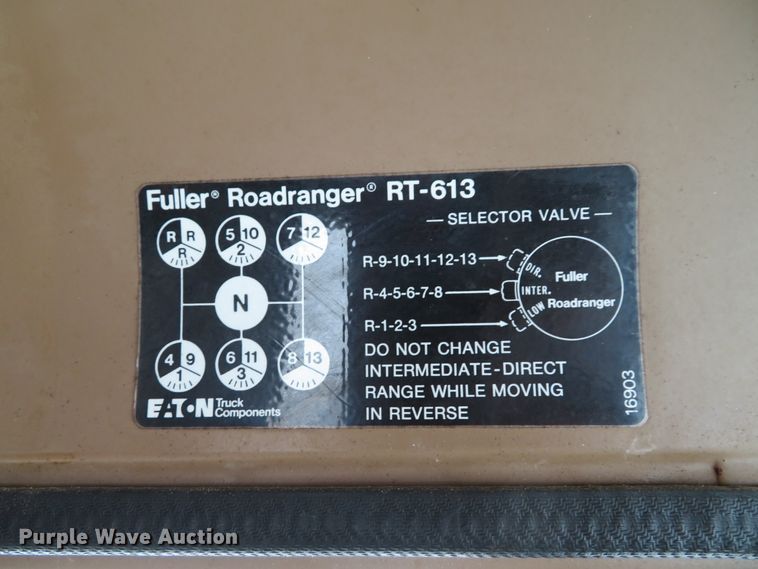 Fuller® Roadranger® RT-613
— SELECTOR VALVE —
R R R
5 10 2
7 12
R-9-10-11-12-13
DIR.
Fuller
N
R-4-5-6-7-8
INTER.
Roadranger
R-1-2-3
LOW
4 9 1
6 11 3
8 13
DO NOT CHANGE
INTERMEDIATE-DIRECT
RANGE WHILE MOVING
IN REVERSE
EATON Truck
Components
16903
Purple Wave Auction